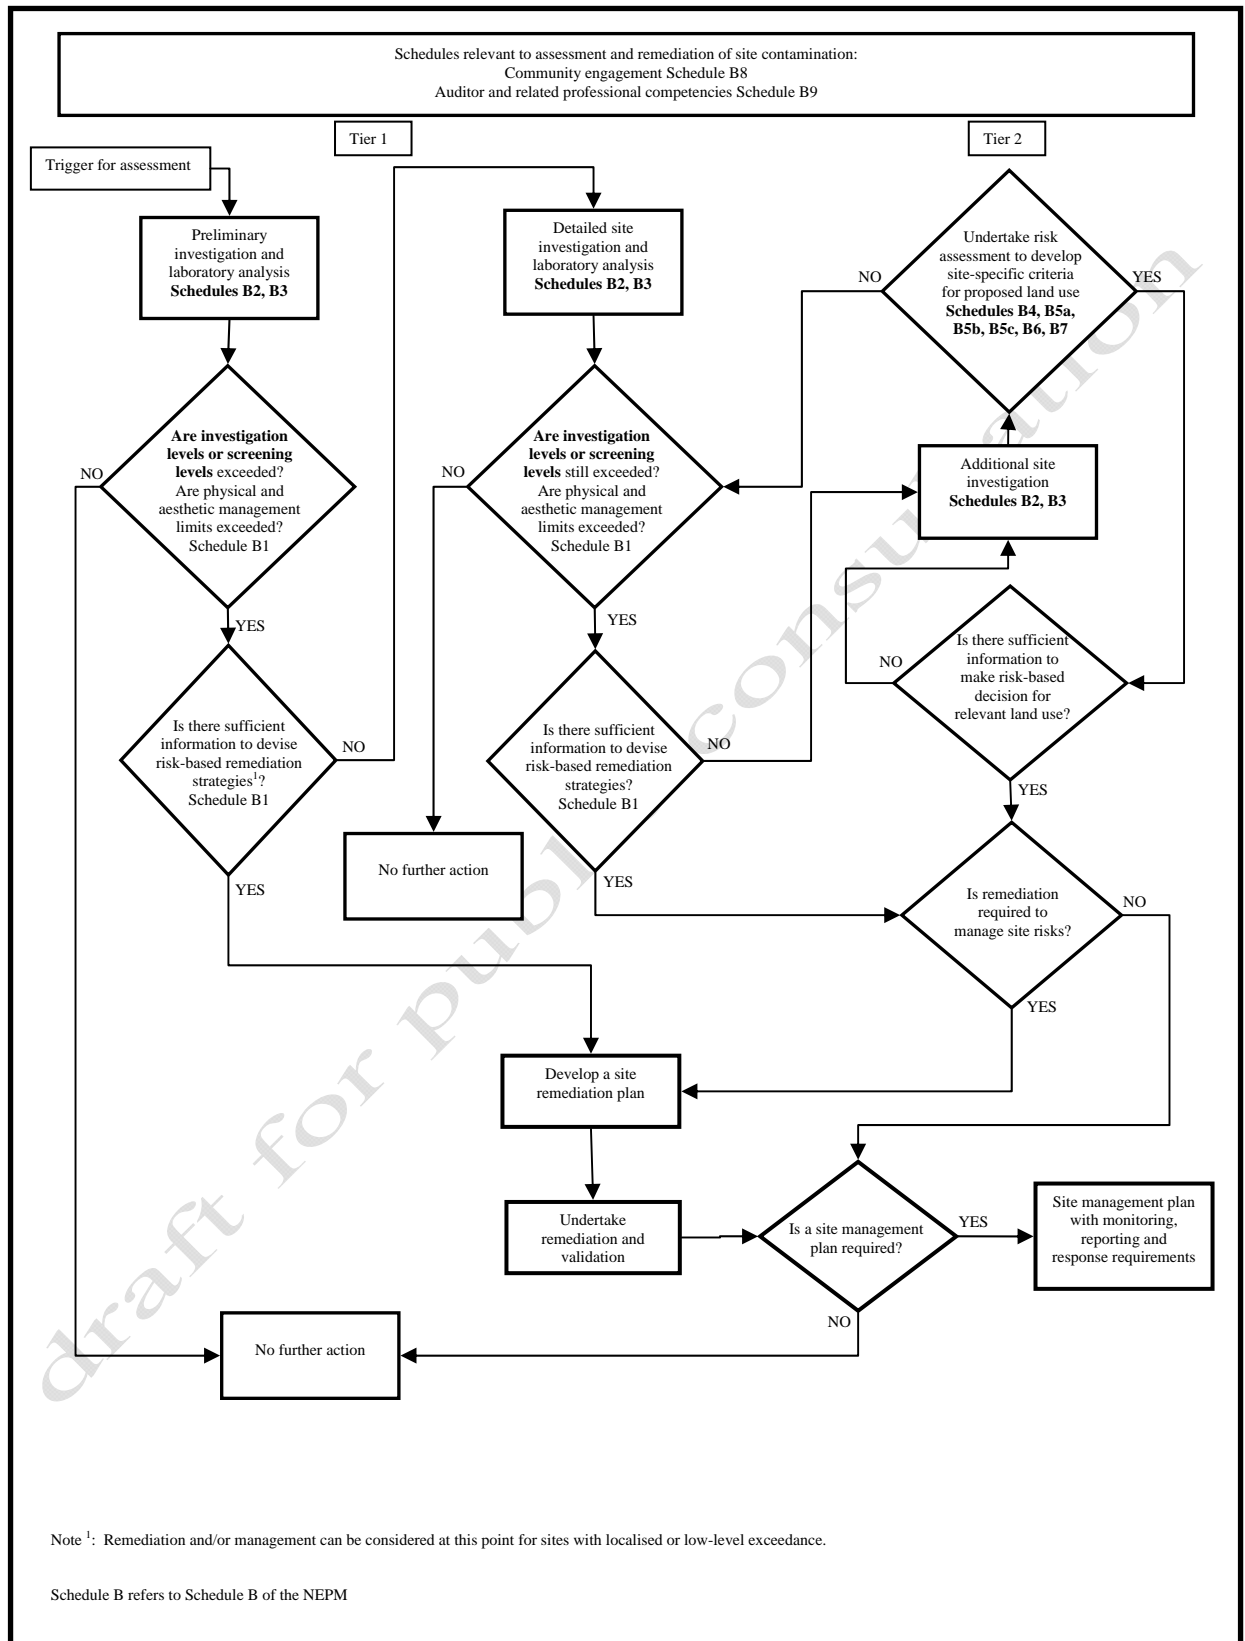 Schedules relevant to assessment and remediation of site contamination:
Community engagement Schedule B8
Auditor and related professional competencies Schedule B9
Tier 1
Tier 2
Trigger for assessment
Preliminary
investigation and
laboratory analysis
Schedules B2, B3
Detailed site
investigation and
laboratory analysis
Schedules B2, B3
Undertake risk
assessment to develop
site-specific criteria
for proposed land use
Schedules B4, B5a,
B5b, B5c, B6, B7
NO
YES
Are investigation
levels or screening
levels exceeded?
Are physical and
aesthetic management
limits exceeded?
Schedule B1
NO
YES
Are investigation
levels or screening
levels still exceeded?
Are physical and
aesthetic management
limits exceeded?
Schedule B1
NO
YES
Additional site
investigation
Schedules B2, B3
Is there sufficient
information to
make risk-based
decision for
relevant land use?
NO
YES
Is there sufficient
information to devise
risk-based remediation
strategies1?
Schedule B1
NO
YES
Is there sufficient
information to devise
risk-based remediation
strategies?
Schedule B1
NO
YES
No further action
Is remediation
required to
manage site risks?
NO
YES
Develop a site
remediation plan
Undertake
remediation and
validation
Is a site management
plan required?
YES
NO
Site management plan
with monitoring,
reporting and
response requirements
No further action
draft for public consultation
Note 1: Remediation and/or management can be considered at this point for sites with localised or low-level exceedance.
Schedule B refers to Schedule B of the NEPM